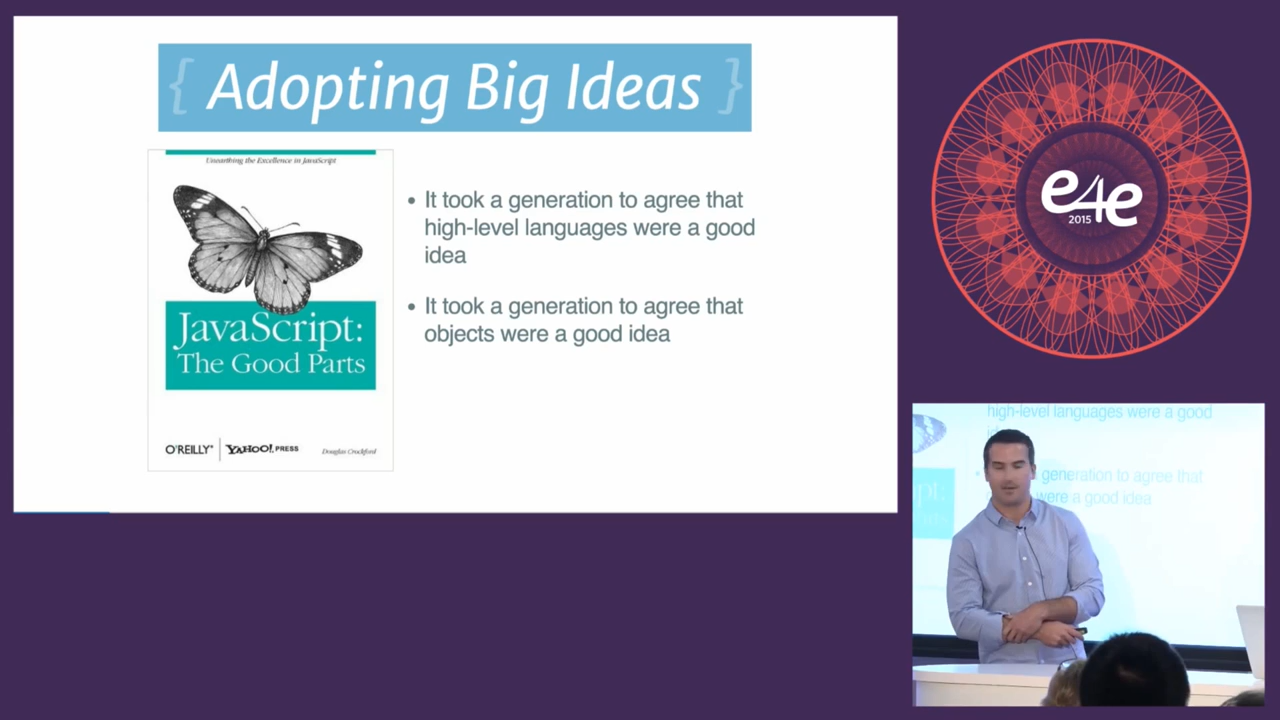 { Adopting Big Ideas }
Unearthing the Excellence in JavaScript
JavaScript:
The Good Parts
O'REILLY® YAHOO! PRESS
Douglas Crockford
• It took a generation to agree that
high-level languages were a good
idea
• It took a generation to agree that
objects were a good idea
e4e
2015
high-level languages were a good
generation to agree that
were a good idea